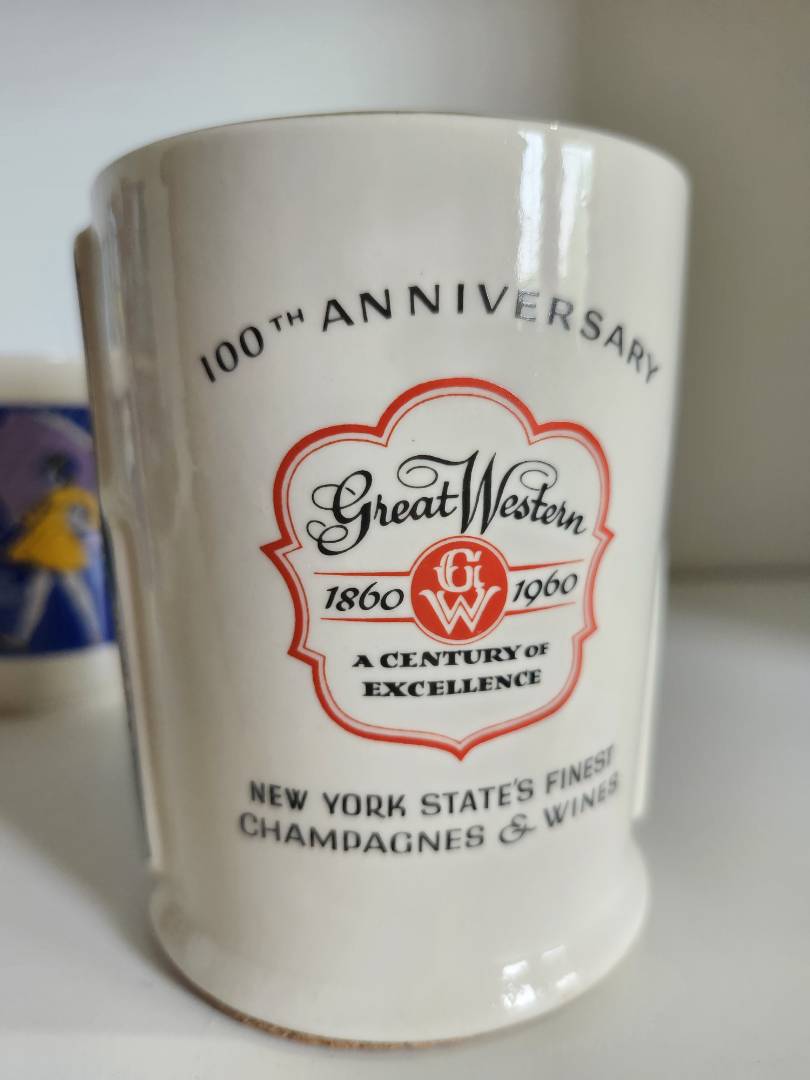 100TH ANNIVERSARY
Great Western
1860 GW 1960
A CENTURY OF
EXCELLENCE
NEW YORK STATE'S FINEST
CHAMPAGNES & WINES